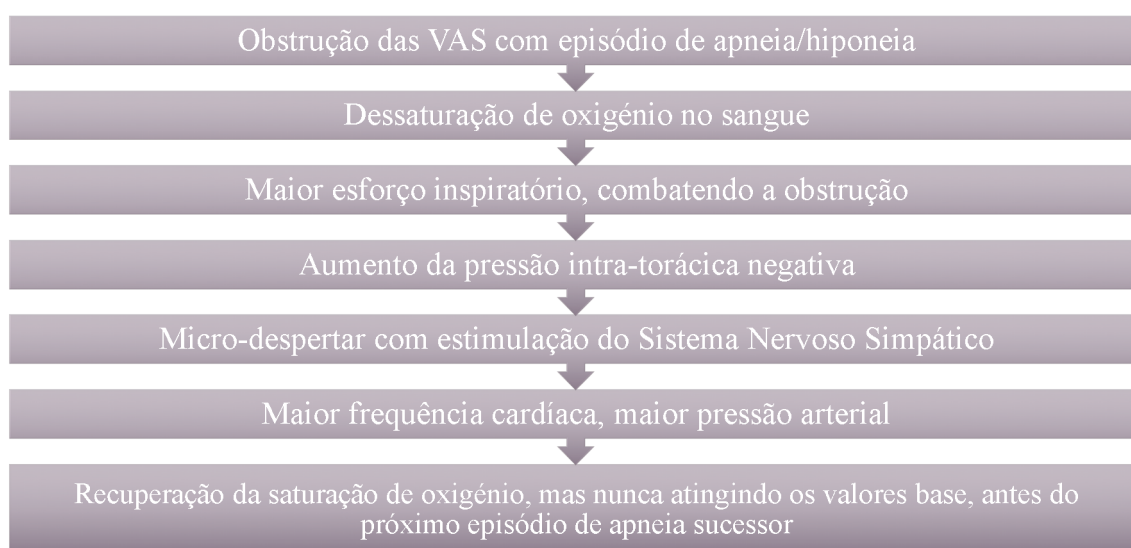 Obstrução das VAS com episódio de apneia/hiponeia
Dessaturação de oxigénio no sangue
Maior esforço inspiratório, combatendo a obstrução
Aumento da pressão intra-torácica negativa
Micro-despertar com estimulação do Sistema Nervoso Simpático
Maior frequência cardíaca, maior pressão arterial
Recuperação da saturação de oxigénio, mas nunca atingindo os valores base, antes do
próximo episódio de apneia sucessor